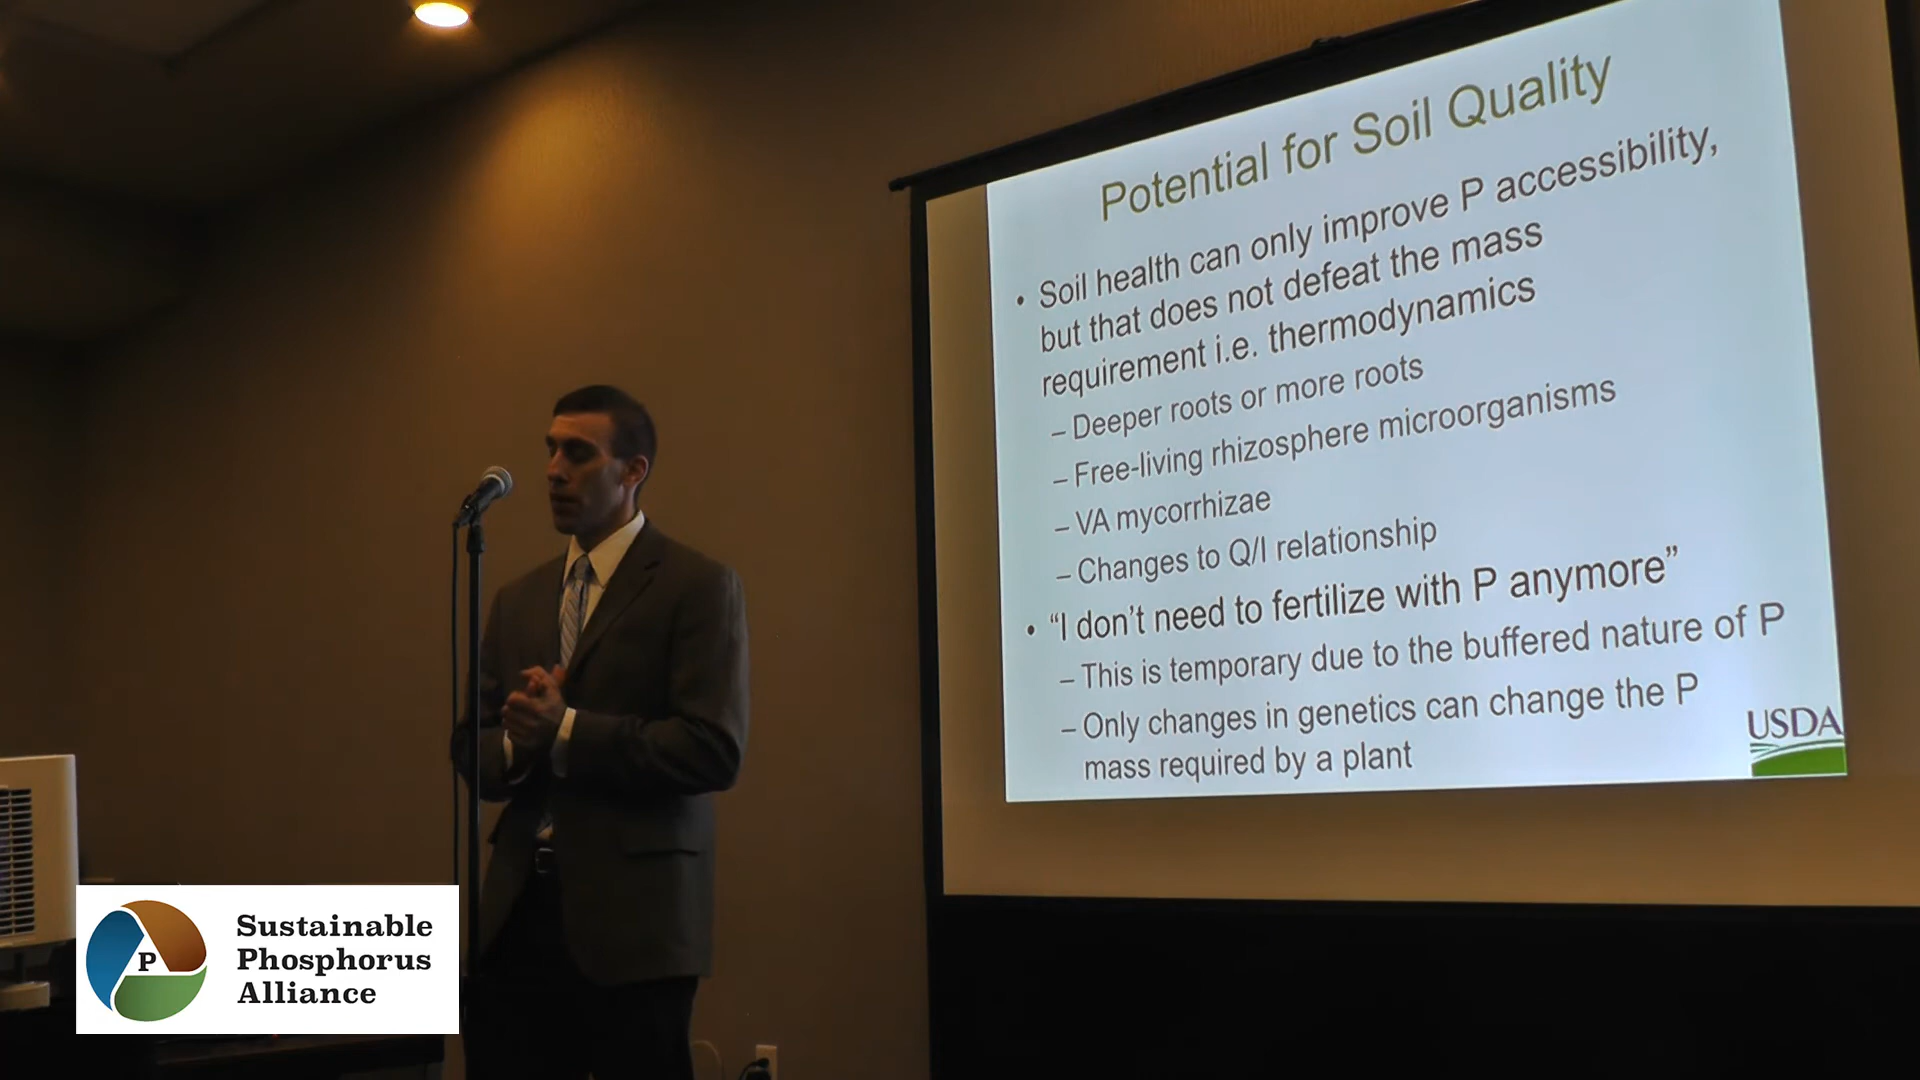 Potential for Soil Quality
• Soil health can only improve P accessibility,
but that does not defeat the mass
requirement i.e. thermodynamics
– Deeper roots or more roots
– Free-living rhizosphere microorganisms
– VA mycorrhizae
– Changes to Q/I relationship
• “I don’t need to fertilize with P anymore”
– This is temporary due to the buffered nature of P
– Only changes in genetics can change the P
mass required by a plant
USDA
P
Sustainable
Phosphorus
Alliance